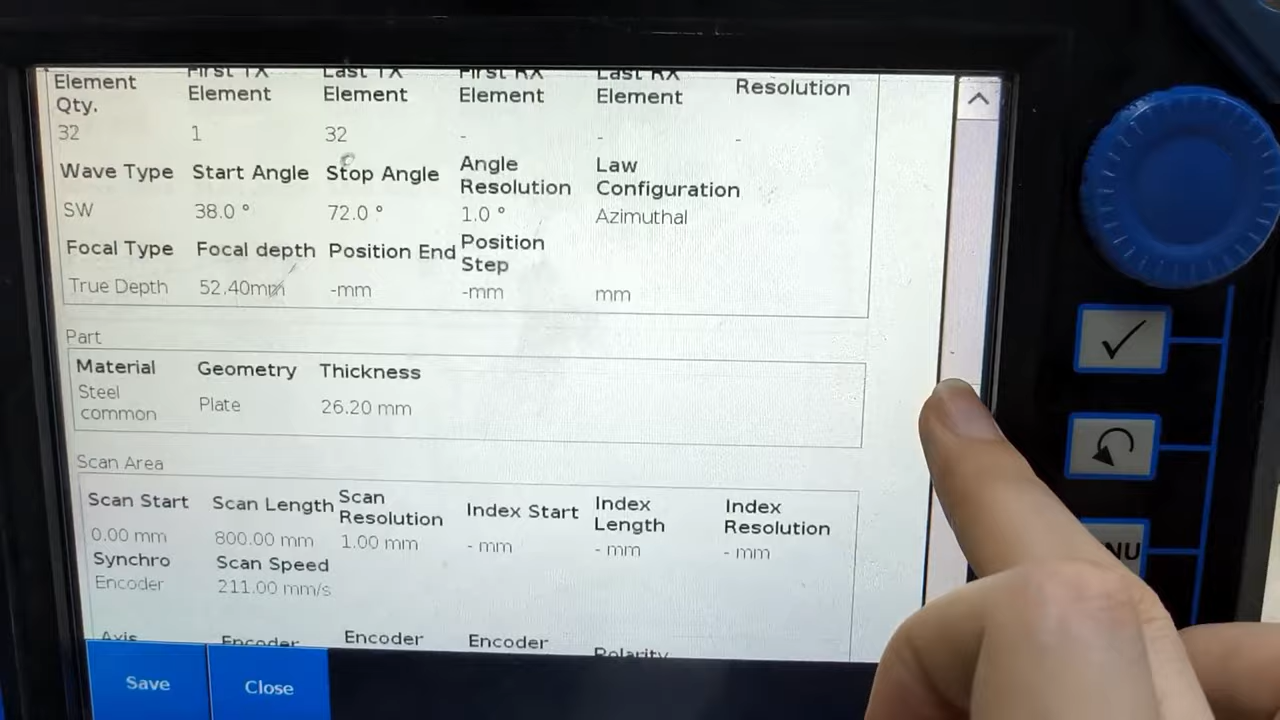 Element Qty.
First TX Element
Last TX Element
First RX Element
Last RX Element
Resolution
32
1
32
-
-
-
Wave Type
Start Angle
Stop Angle
Angle Resolution
Law Configuration
SW
38.0 °
72.0 °
1.0 °
Azimuthal
Focal Type
Focal depth
Position End
Position Step
True Depth
52.40mm
-mm
-mm
mm
Part
Material
Geometry
Thickness
Steel common
Plate
26.20 mm
Scan Area
Scan Start
Scan Length
Scan Resolution
Index Start
Index Length
Index Resolution
0.00 mm
800.00 mm
1.00 mm
- mm
- mm
- mm
Synchro
Scan Speed
Encoder
211.00 mm/s
Axis
Encoder
Encoder
Encoder
Polarity
Save
Close
NU